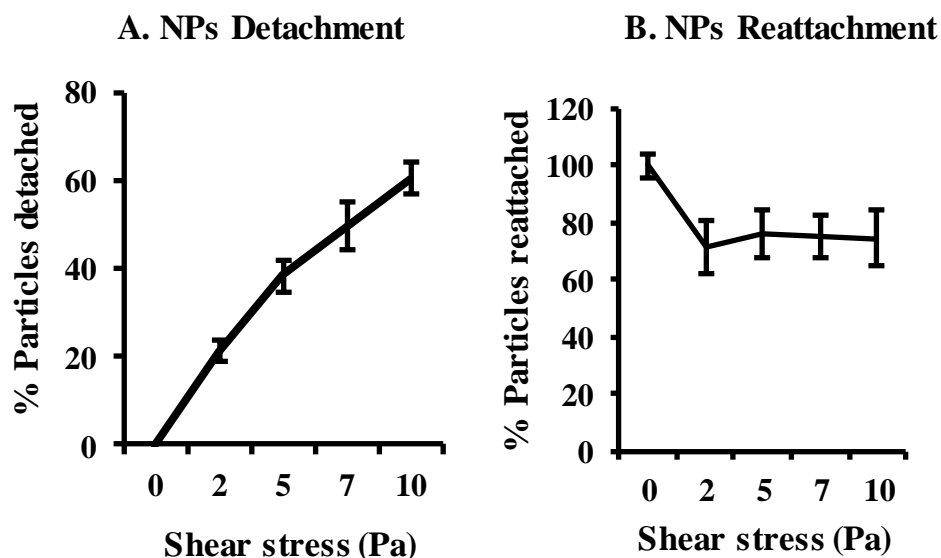 A. NPs Detachment
% Particles detached
80
60
40
20
0
0 2 5 7 10
Shear stress (Pa)
B. NPs Reattachment
% Particles reattached
120
100
80
60
40
20
0
0 2 5 7 10
Shear stress (Pa)